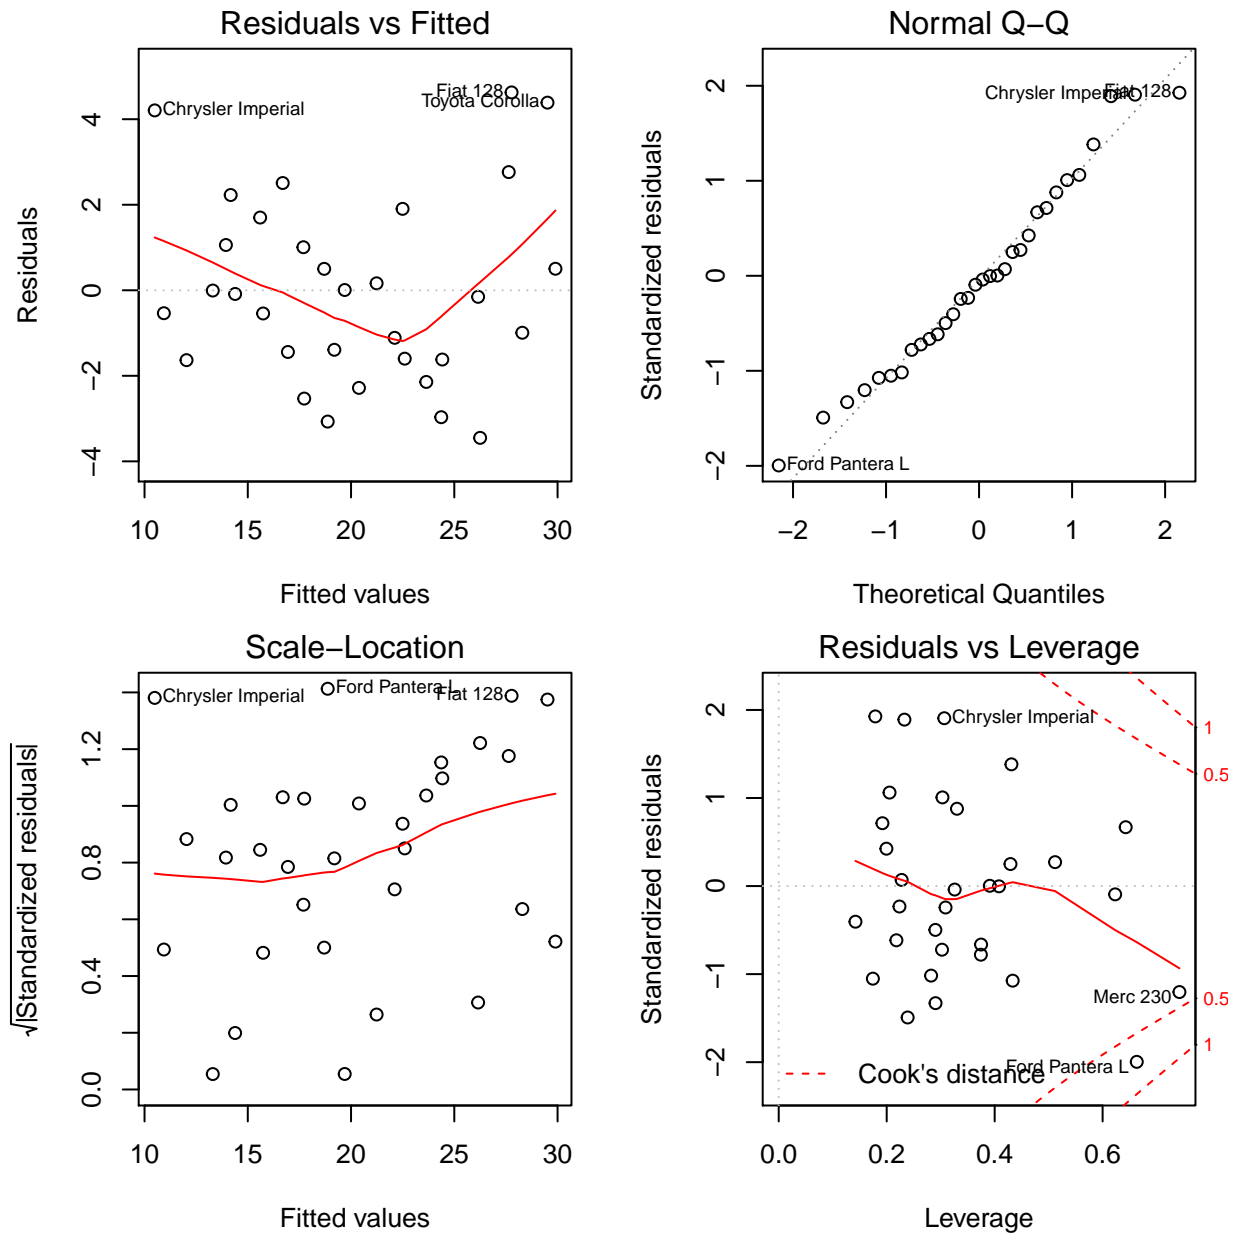 Residuals vs Fitted
Fiat 128
Toyota Corolla
Chrysler Imperial
Residuals
4
2
0
−2
−4
10 15 20 25 30
Fitted values
Normal Q−Q
Chrysler Imperial
Fiat 128
Ford Pantera L
Standardized residuals
2
1
0
−1
−2
−2 −1 0 1 2
Theoretical Quantiles
Scale−Location
Chrysler Imperial
Ford Pantera L
Fiat 128
√|Standardized residuals|
1.2
0.8
0.4
0.0
10 15 20 25 30
Fitted values
Residuals vs Leverage
Chrysler Imperial
Merc 230
Ford Pantera L
Cook's distance
1
0.5
0.5
1
Standardized residuals
2
1
0
−1
−2
0.0 0.2 0.4 0.6
Leverage